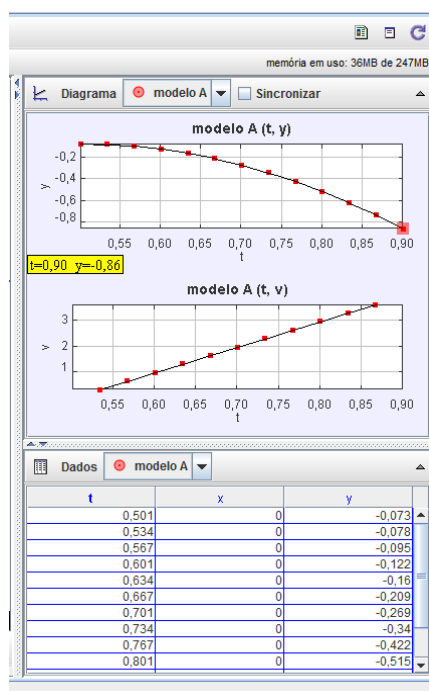 memória em uso: 36MB de 247MB
Diagrama modelo A Sincronizar
modelo A (t, y)
-0,2
-0,4
-0,6
-0,8
y
0,55 0,60 0,65 0,70 0,75 0,80 0,85 0,90
t
t=0,90 y=-0,86
modelo A (t, v)
3
2
1
v
0,55 0,60 0,65 0,70 0,75 0,80 0,85 0,90
t
Dados modelo A
t x y
0,501 0 -0,073
0,534 0 -0,078
0,567 0 -0,095
0,601 0 -0,122
0,634 0 -0,16
0,667 0 -0,209
0,701 0 -0,269
0,734 0 -0,34
0,767 0 -0,422
0,801 0 -0,515